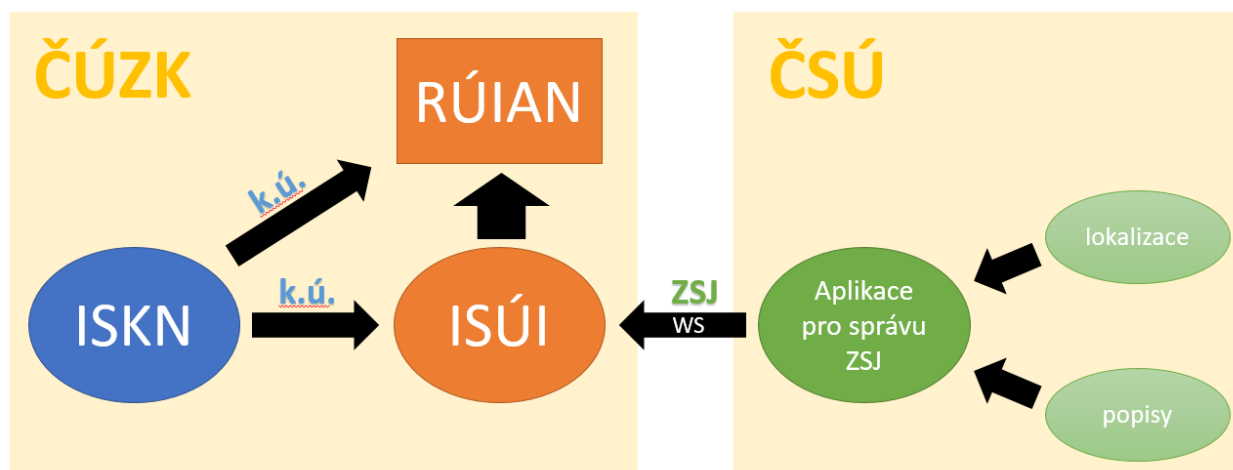 ČÚZK
RÚIAN
k.ú.
ISKN
k.ú.
ISÚI
ČSÚ
ZSJ
WS
Aplikace
pro správu
ZSJ
lokalizace
popisy